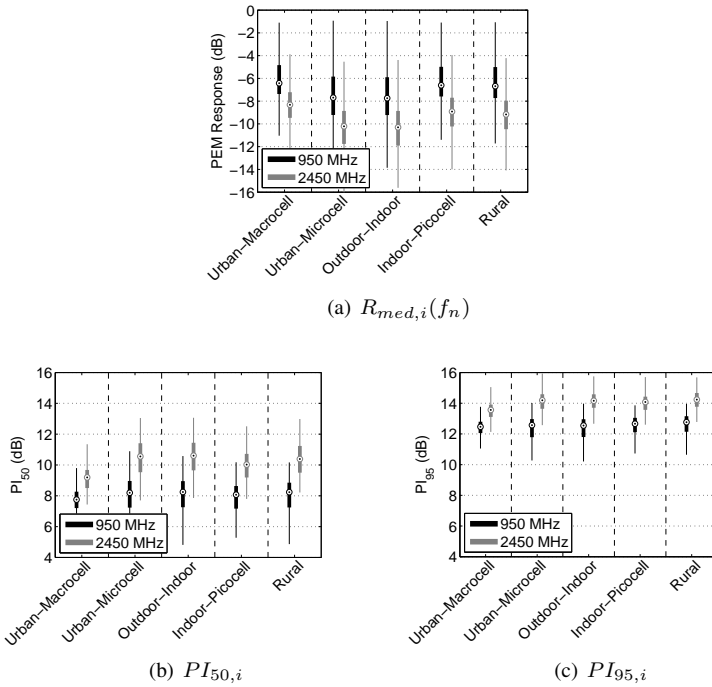 0
−2
−4
−6
−8
−10
−12
−14
−16
PEM Response (dB)
950 MHz
2450 MHz
Urban−Macrocell
Urban−Microcell
Outdoor−Indoor
Indoor−Picocell
Rural
(a) R_{med,i}(f_n)
16
14
12
10
8
6
4
PI_{50} (dB)
950 MHz
2450 MHz
Urban−Macrocell
Urban−Microcell
Outdoor−Indoor
Indoor−Picocell
Rural
(b) PI_{50,i}
16
14
12
10
8
6
4
PI_{95} (dB)
950 MHz
2450 MHz
Urban−Macrocell
Urban−Microcell
Outdoor−Indoor
Indoor−Picocell
Rural
(c) PI_{95,i}